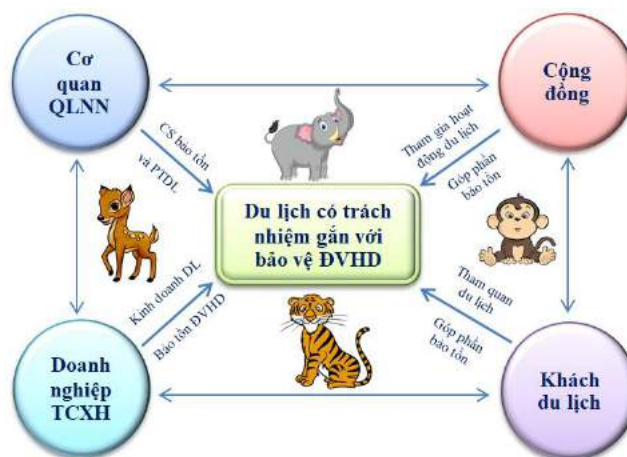 Cơ
quan
QLNN
Cộng
đồng
CS bảo tồn
và PTDL
Tham gia hoạt
động du lịch
Góp phần
bảo tồn
Du lịch có trách
nhiệm gắn với
bảo vệ ĐVHD
Kinh doanh DL
Bảo tồn ĐVHD
Tham quan
du lịch
Góp phần
bảo tồn
Doanh
nghiệp
TCXH
Khách
du lịch